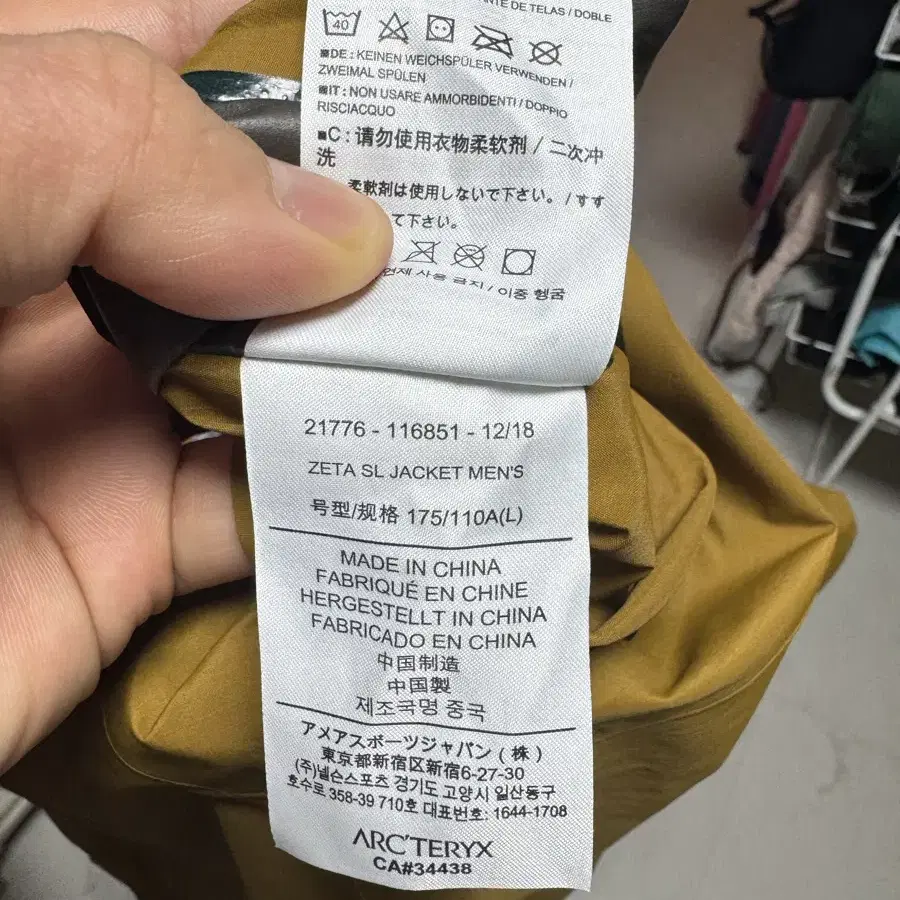 NTE DE TELAS / DOBLE
40
■DE : KEINEN WEICHSPÜLER VERWENDEN /
ZWEIMAL SPÜLEN
■IT : NON USARE AMMORBIDENTI / DOPPIO
RISCIACQUO
■C: 请勿使用衣物柔软剂 / 二次冲
洗
柔軟剤は使用しないで下さい。/ すす
て下さい。
사용 금지 / 이중 헹굼
21776 - 116851 - 12/18
ZETA SL JACKET MEN'S
号型/规格 175/110A(L)
MADE IN CHINA
FABRIQUÉ EN CHINE
HERGESTELLT IN CHINA
FABRICADO EN CHINA
中国制造
中国製
제조국명 중국
アメアスポーツジャパン(株)
東京都新宿区新宿6-27-30
(주)넬슨스포츠 경기도 고양시 일산동구
호수로 358-39 710호 대표번호: 1644-1708
ARC'TERYX
CA#34438